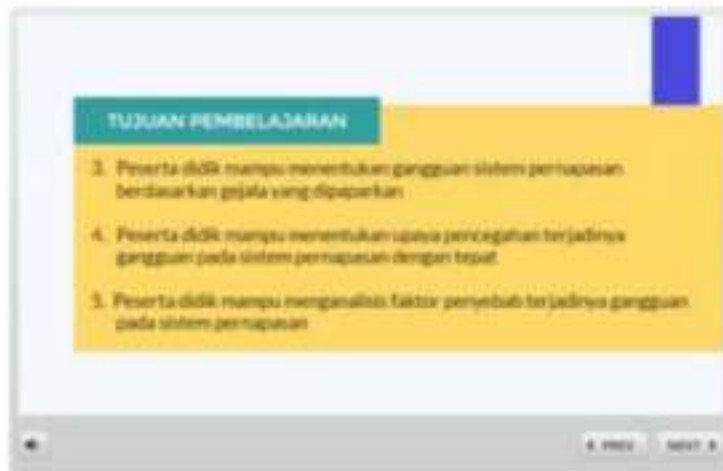 TUJUAN PEMBELAJARAN
3. Peserta didik mampu menentukan gangguan sistem pernapasan
berdasarkan gejala yang dipaparkan
4. Peserta didik mampu menentukan upaya pencegahan terjadinya
gangguan pada sistem pernapasan dengan tepat
5. Peserta didik mampu menganalisis faktor penyebab terjadinya gangguan
pada sistem pernapasan
PREV
NEXT